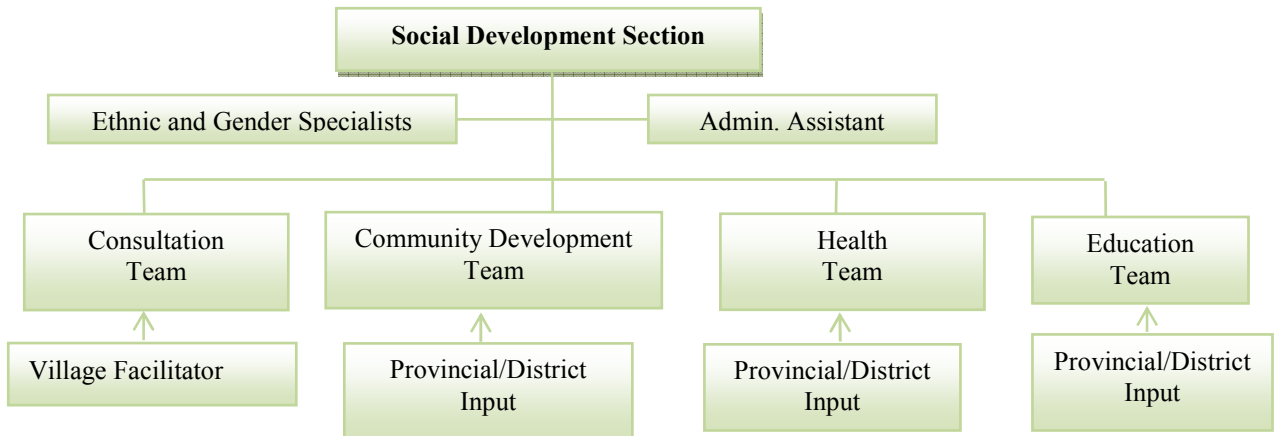 Social Development Section
Ethnic and Gender Specialists
Admin. Assistant
Consultation
Team
Community Development
Team
Health
Team
Education
Team
Village Facilitator
Provincial/District
Input
Provincial/District
Input
Provincial/District
Input